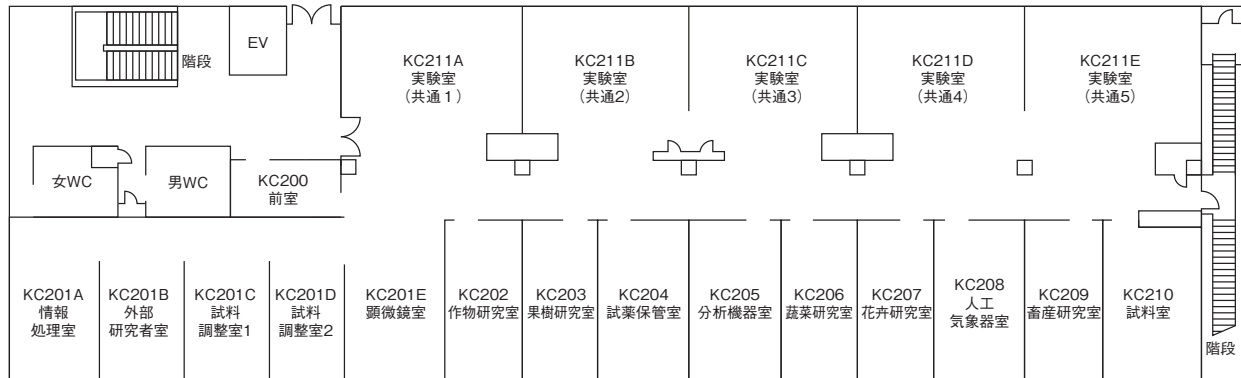 EV
階段
KC211A
実験室
（共通１）
KC211B
実験室
（共通2）
KC211C
実験室
（共通3）
KC211D
実験室
（共通4）
KC211E
実験室
（共通5）
女WC
男WC
KC200
前室
KC201A
情報
処理室
KC201B
外部
研究者室
KC201C
試料
調整室1
KC201D
試料
調整室2
KC201E
顕微鏡室
KC202
作物研究室
KC203
果樹研究室
KC204
試薬保管室
KC205
分析機器室
KC206
蔬菜研究室
KC207
花卉研究室
KC208
人工
気象器室
KC209
畜産研究室
KC210
試料室
階段